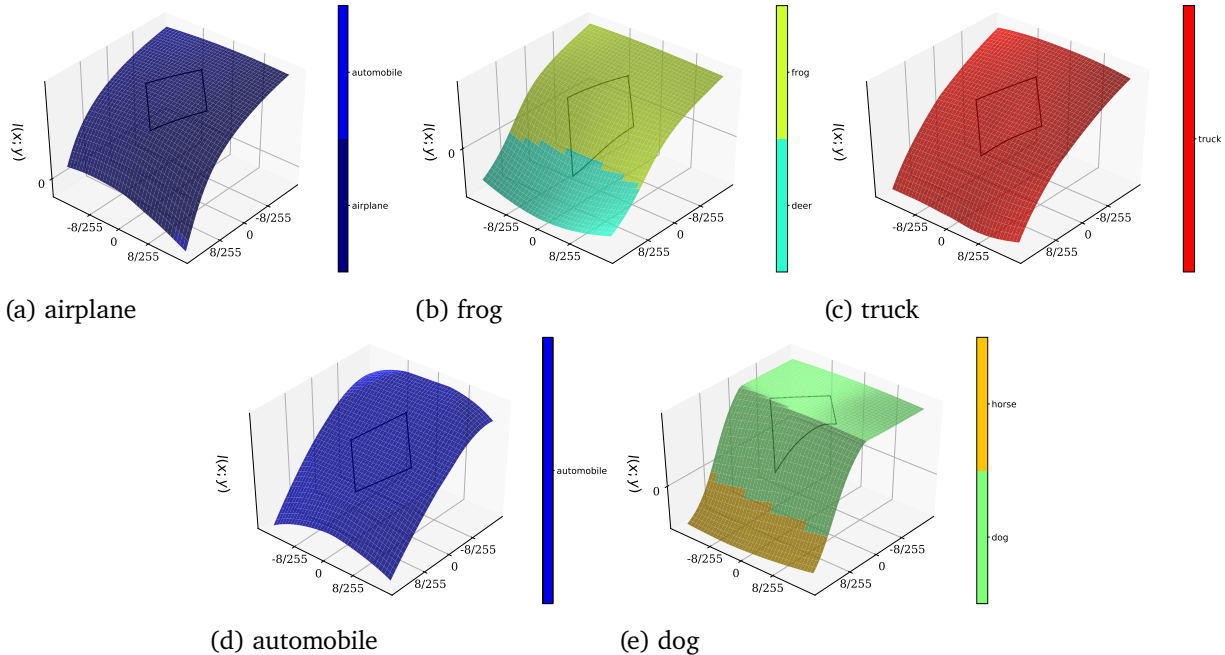 automobile
airplane
l(x; y)
0
-8/255
0
8/255
8/255
0
-8/255
(a) airplane
frog
deer
l(x; y)
0
-8/255
0
8/255
8/255
0
-8/255
(b) frog
truck
l(x; y)
-8/255
0
8/255
8/255
0
-8/255
(c) truck
automobile
l(x; y)
-8/255
0
8/255
8/255
0
-8/255
(d) automobile
horse
dog
l(x; y)
0
-8/255
0
8/255
8/255
0
-8/255
(e) dog